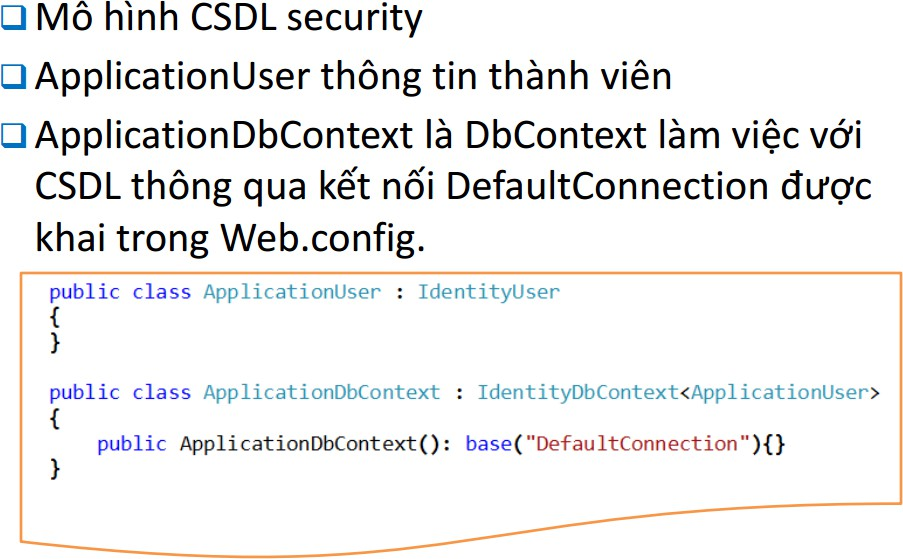 Mô hình CSDL security
ApplicationUser thông tin thành viên
ApplicationDbContext là DbContext làm việc với
CSDL thông qua kết nối DefaultConnection được
khai trong Web.config.
public class ApplicationUser : IdentityUser
{
}
public class ApplicationDbContext : IdentityDbContext<ApplicationUser>
{
public ApplicationDbContext(): base("DefaultConnection"){}
}